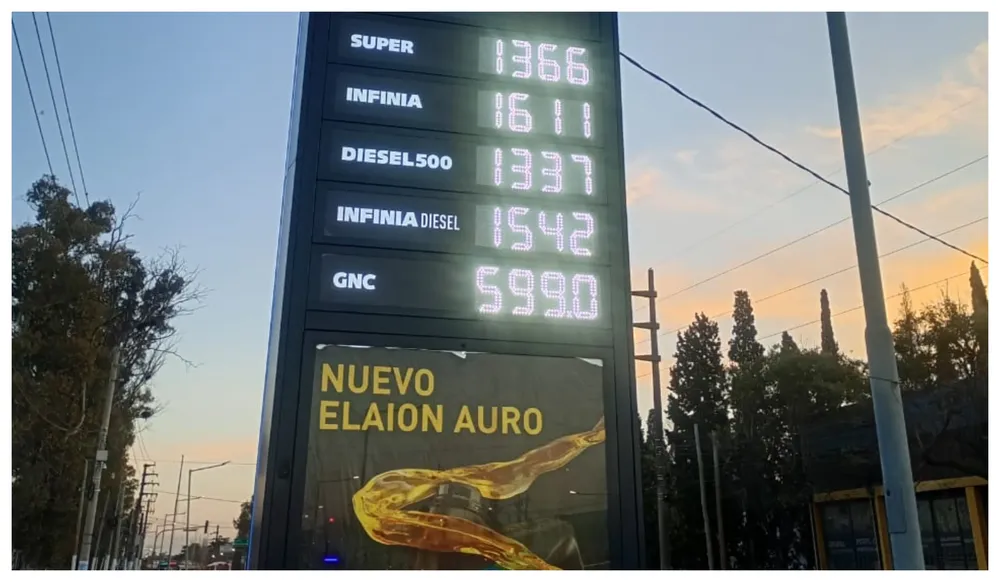 SUPER 1366
INFINIA 1611
DIESEL500 1337
INFINIA DIESEL 1542
GNC 599.0
NUEVO
ELAION AURO